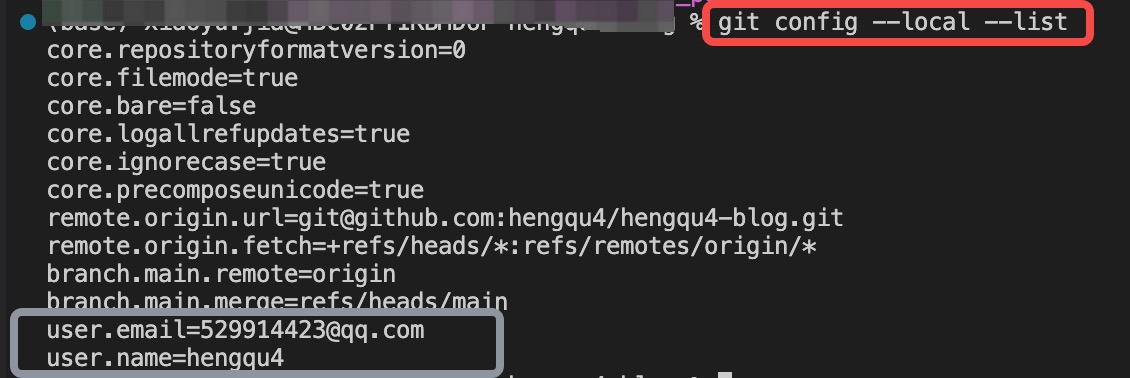 % git config --local --list
core.repositoryformatversion=0
core.filemode=true
core.bare=false
core.logallrefupdates=true
core.ignorecase=true
core.precomposeunicode=true
remote.origin.url=git@github.com:hengqu4/hengqu4-blog.git
remote.origin.fetch=+refs/heads/*:refs/remotes/origin/*
branch.main.remote=origin
branch.main.merge=refs/heads/main
user.email=529914423@qq.com
user.name=hengqu4